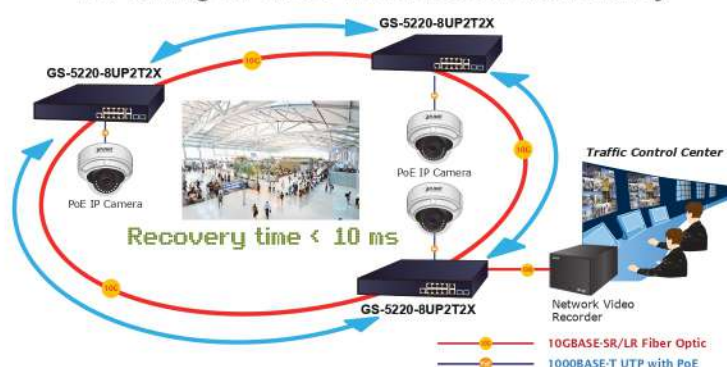 GS-5220-8UP2T2X
GS-5220-8UP2T2X
10G
PoE IP Camera
PoE IP Camera
10G
Traffic Control Center
Recovery time < 10 ms
10G
GS-5220-8UP2T2X
Network Video
Recorder
10GBASE-SR/LR Fiber Optic
1000BASE-T UTP with PoE